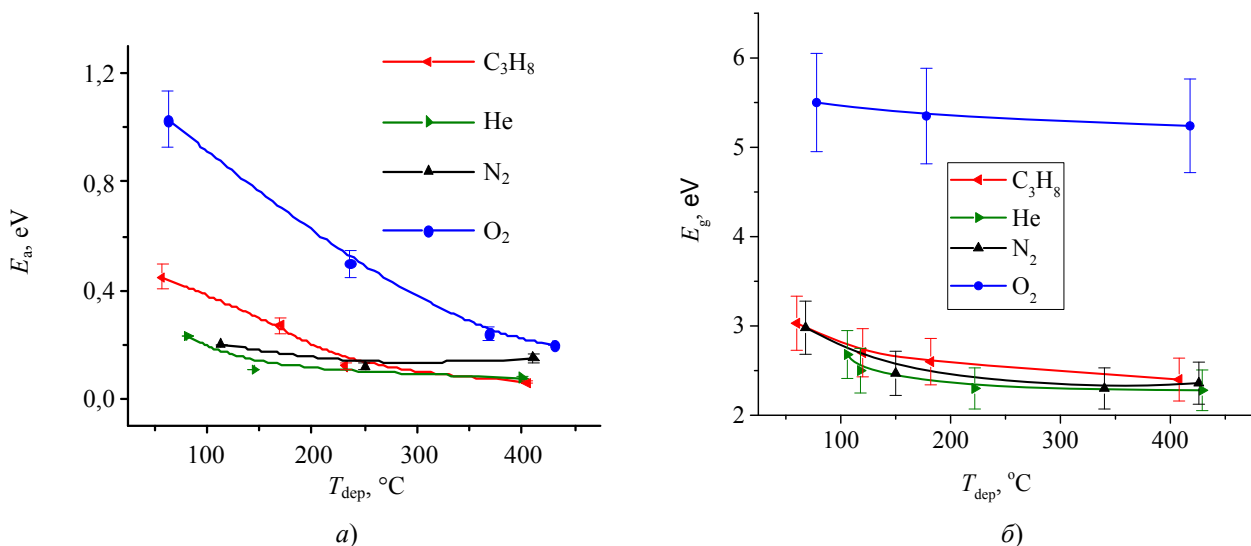 1,2
0,8
0,4
0,0
E_a, eV
C₃H₈
He
N₂
O₂
100 200 300 400
T_dep, °C
а)
6
5
4
3
2
E_g, eV
C₃H₈
He
N₂
O₂
100 200 300 400
T_dep, °C
б)